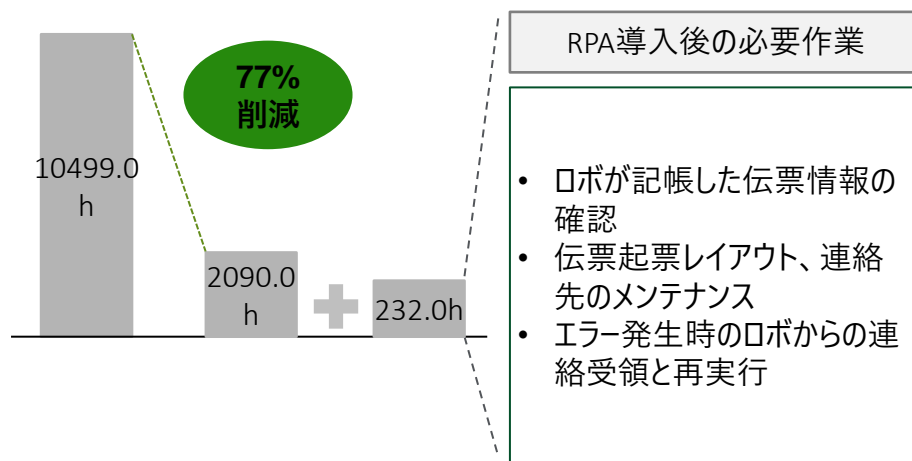 77%
削減
10499.0
h
2090.0
h
232.0h
RPA導入後の必要作業
• ロボが記帳した伝票情報の
確認
• 伝票起票レイアウト、連絡
先のメンテナンス
• エラー発生時のロボからの連
絡受領と再実行